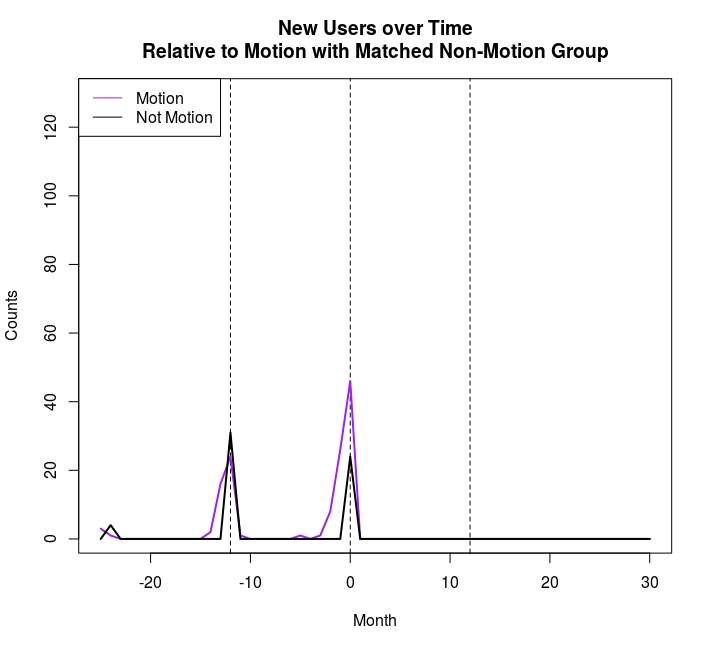 New Users over Time
Relative to Motion with Matched Non-Motion Group
Motion
Not Motion
120
100
80
60
40
20
0
Counts
-20 -10 0 10 20 30
Month